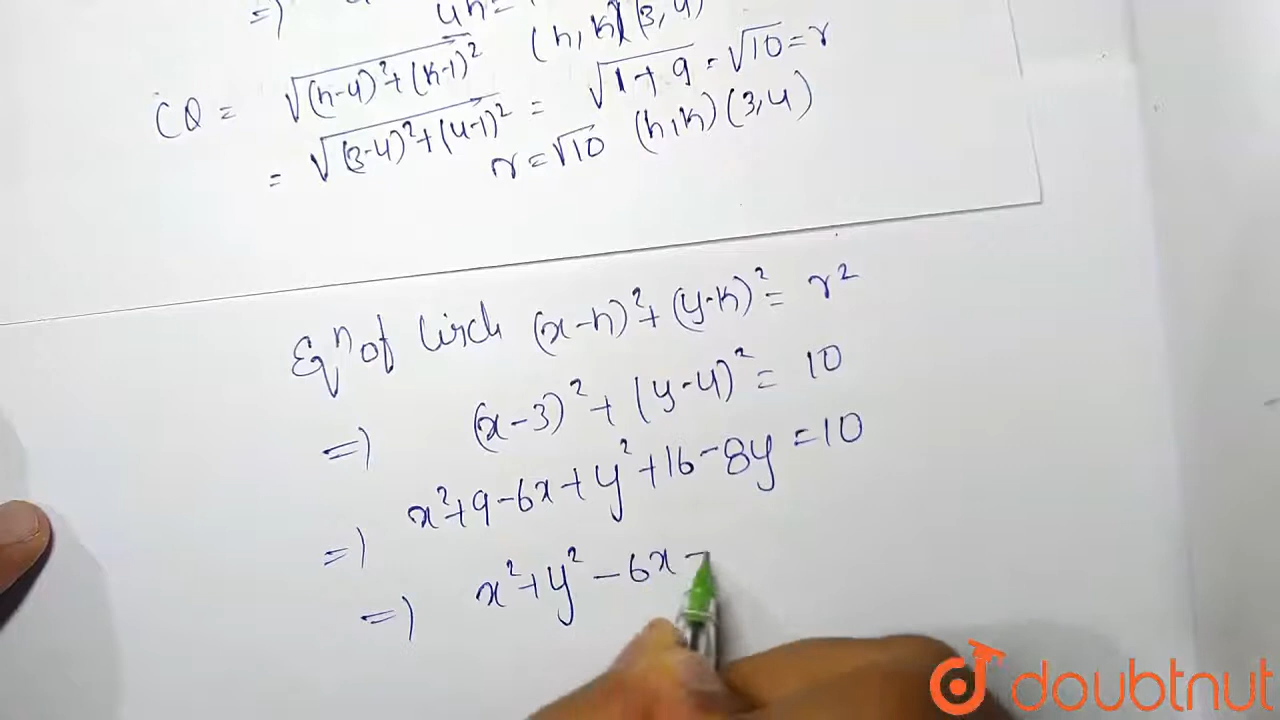 =)
4h=
(h,k)(3,4)
CQ = √(h-4)²+(k-1)²
= √(3-4)²+(4-1)² = √1+9 = √10 = r
r=√10 (h,k)(3,4)
Eqⁿ of Circle (x-h)²+(y-k)² = r²
=) (x-3)²+(y-4)² = 10
=) x²+9-6x+y²+16-8y=10
=) x²+y²-6x-
doubtnut